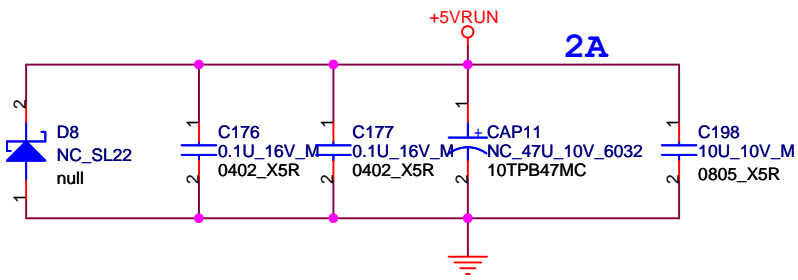 +5VRUN
2A
2
1
1
1
1
D8
NC_SL22
null
C176
0.1U_16V_M
0402_X5R
C177
0.1U_16V_M
0402_X5R
+
CAP11
NC_47U_10V_6032
10TPB47MC
C198
10U_10V_M
0805_X5R
1
2
2
2
2